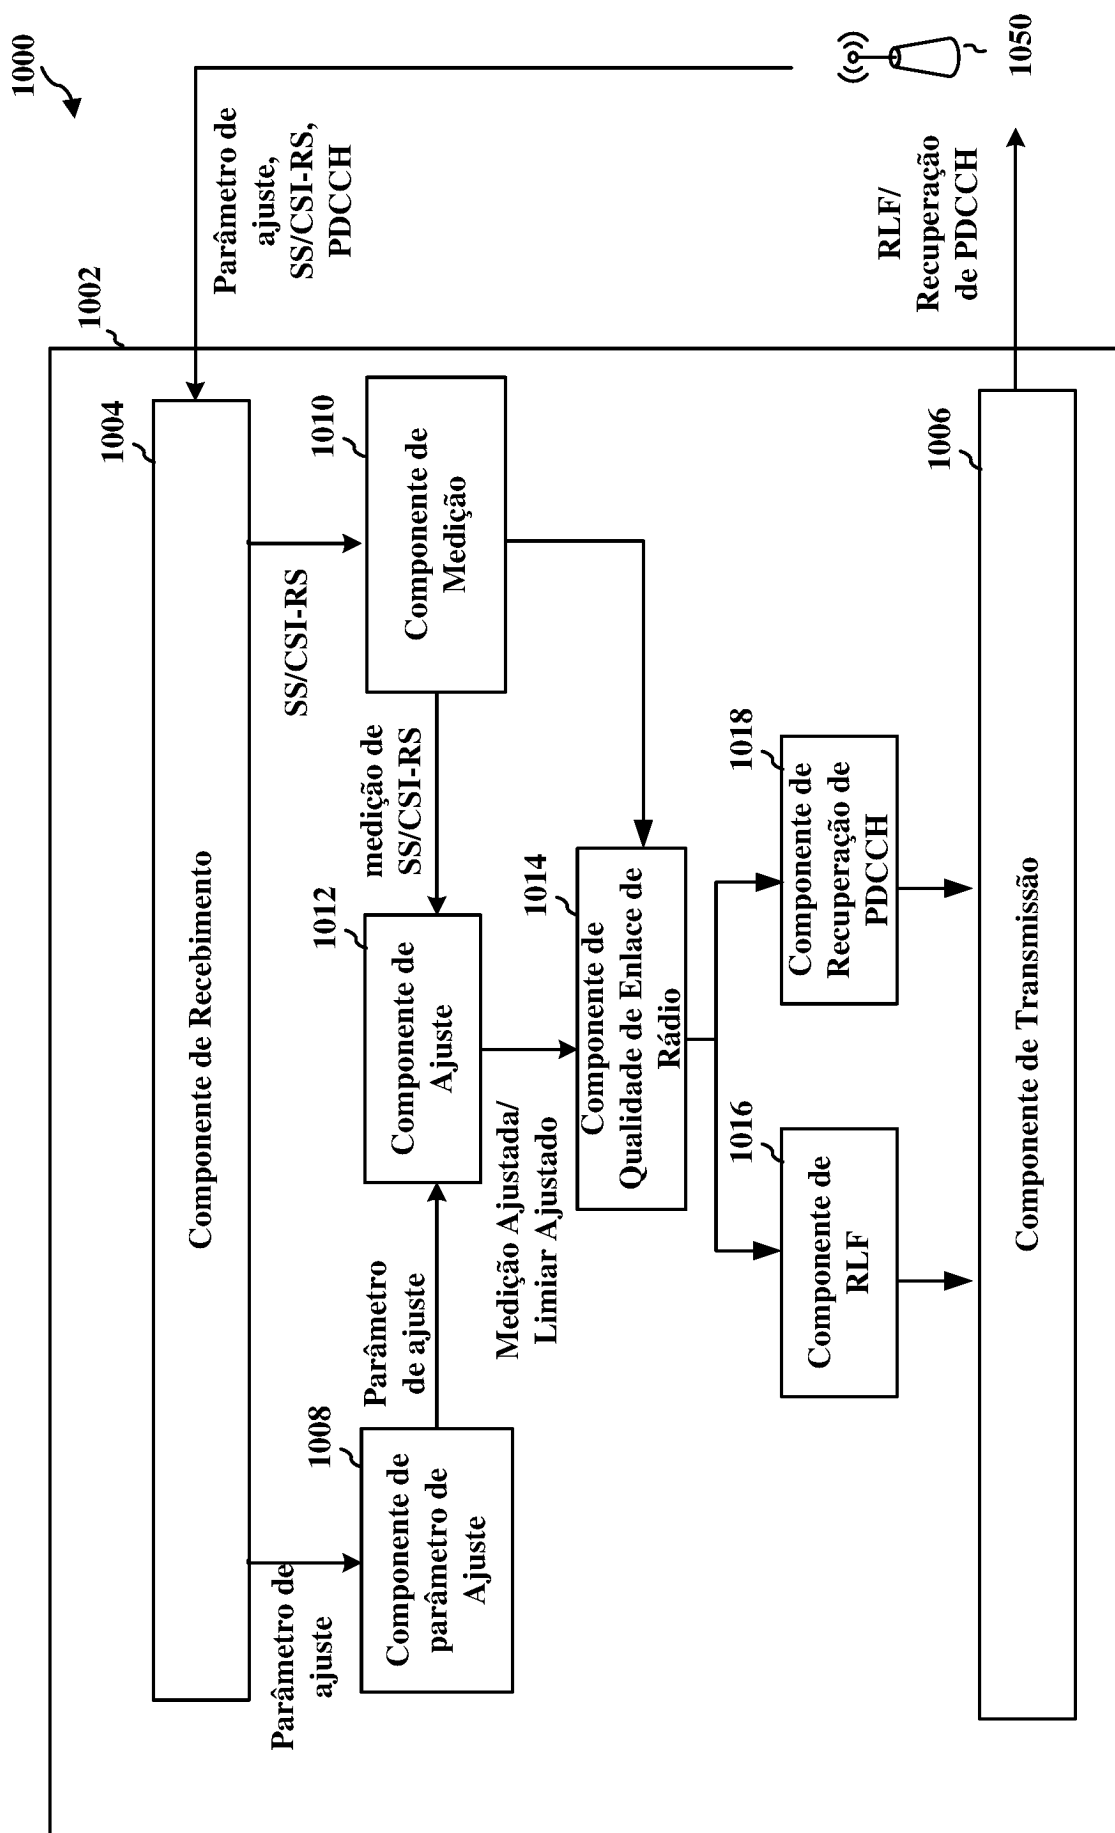 1000
1002
Parâmetro de
ajuste,
SS/CSI-RS,
PDCCH
1050
RLF/
Recuperação
de PDCCH
1004
Componente de Recebimento
Parâmetro de
ajuste
SS/CSI-RS
1008
Componente de
parâmetro de
Ajuste
Parâmetro
de ajuste
1012
Componente de
Ajuste
medição de
SS/CSI-RS
1010
Componente de
Medição
Medição Ajustada/
Limiar Ajustado
1014
Componente de
Qualidade de Enlace de
Rádio
1016
Componente de
RLF
1018
Componente de
Recuperação de
PDCCH
1006
Componente de Transmissão